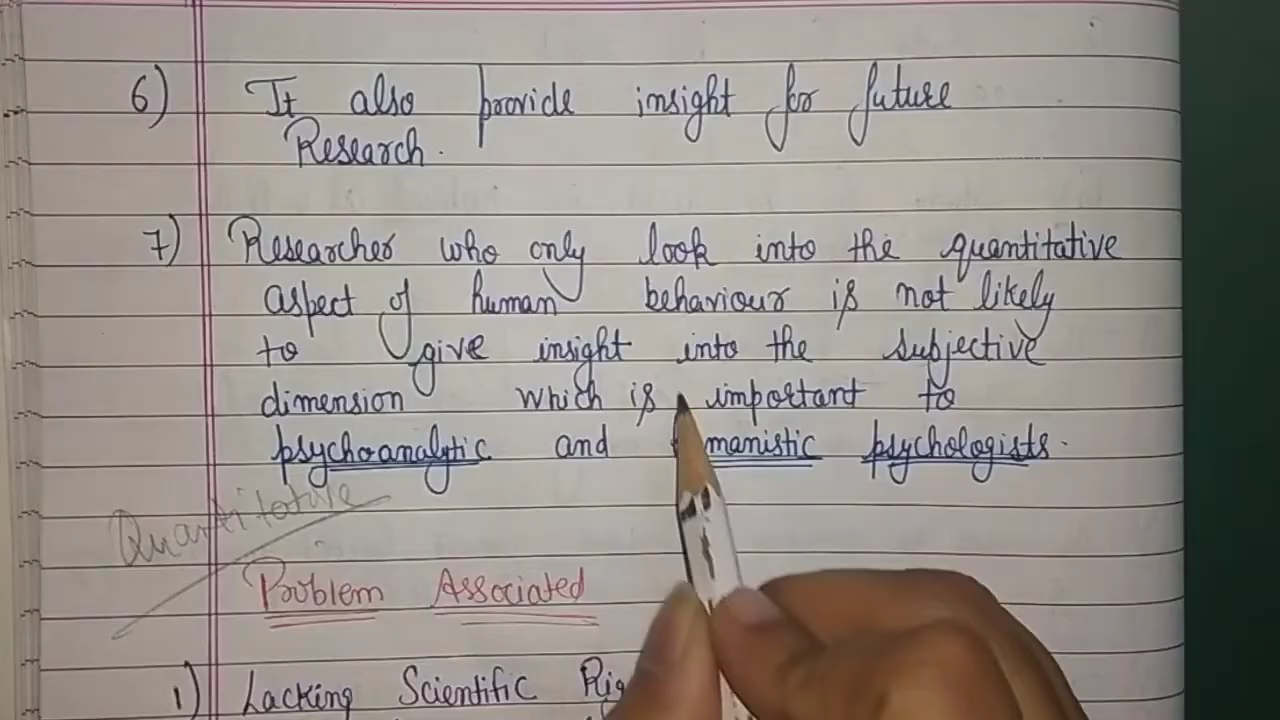 6) It also provide insight for future
Research.
7) Researcher who only look into the quantitative
aspect of human behaviour is not likely
to give insight into the subjective
dimension which is important to
psychoanalytic and manistic psychologists.
Quantitative
Problem Associated
1) Lacking Scientific Rig